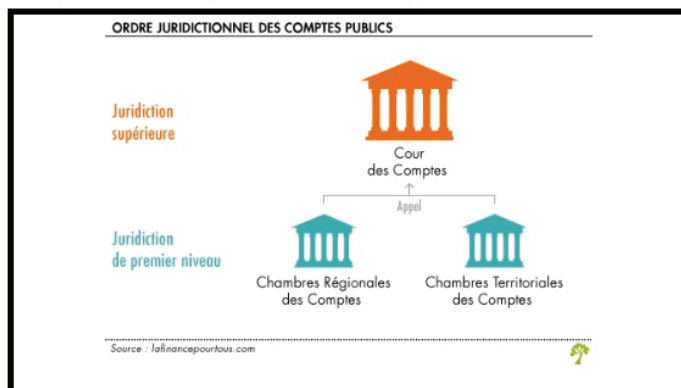 ORDRE JURIDICTIONNEL DES COMPTES PUBLICS
Juridiction
supérieure
Cour
des Comptes
Appel
Juridiction
de premier niveau
Chambres Régionales
des Comptes
Chambres Territoriales
des Comptes
Source : lafinancepourtous.com